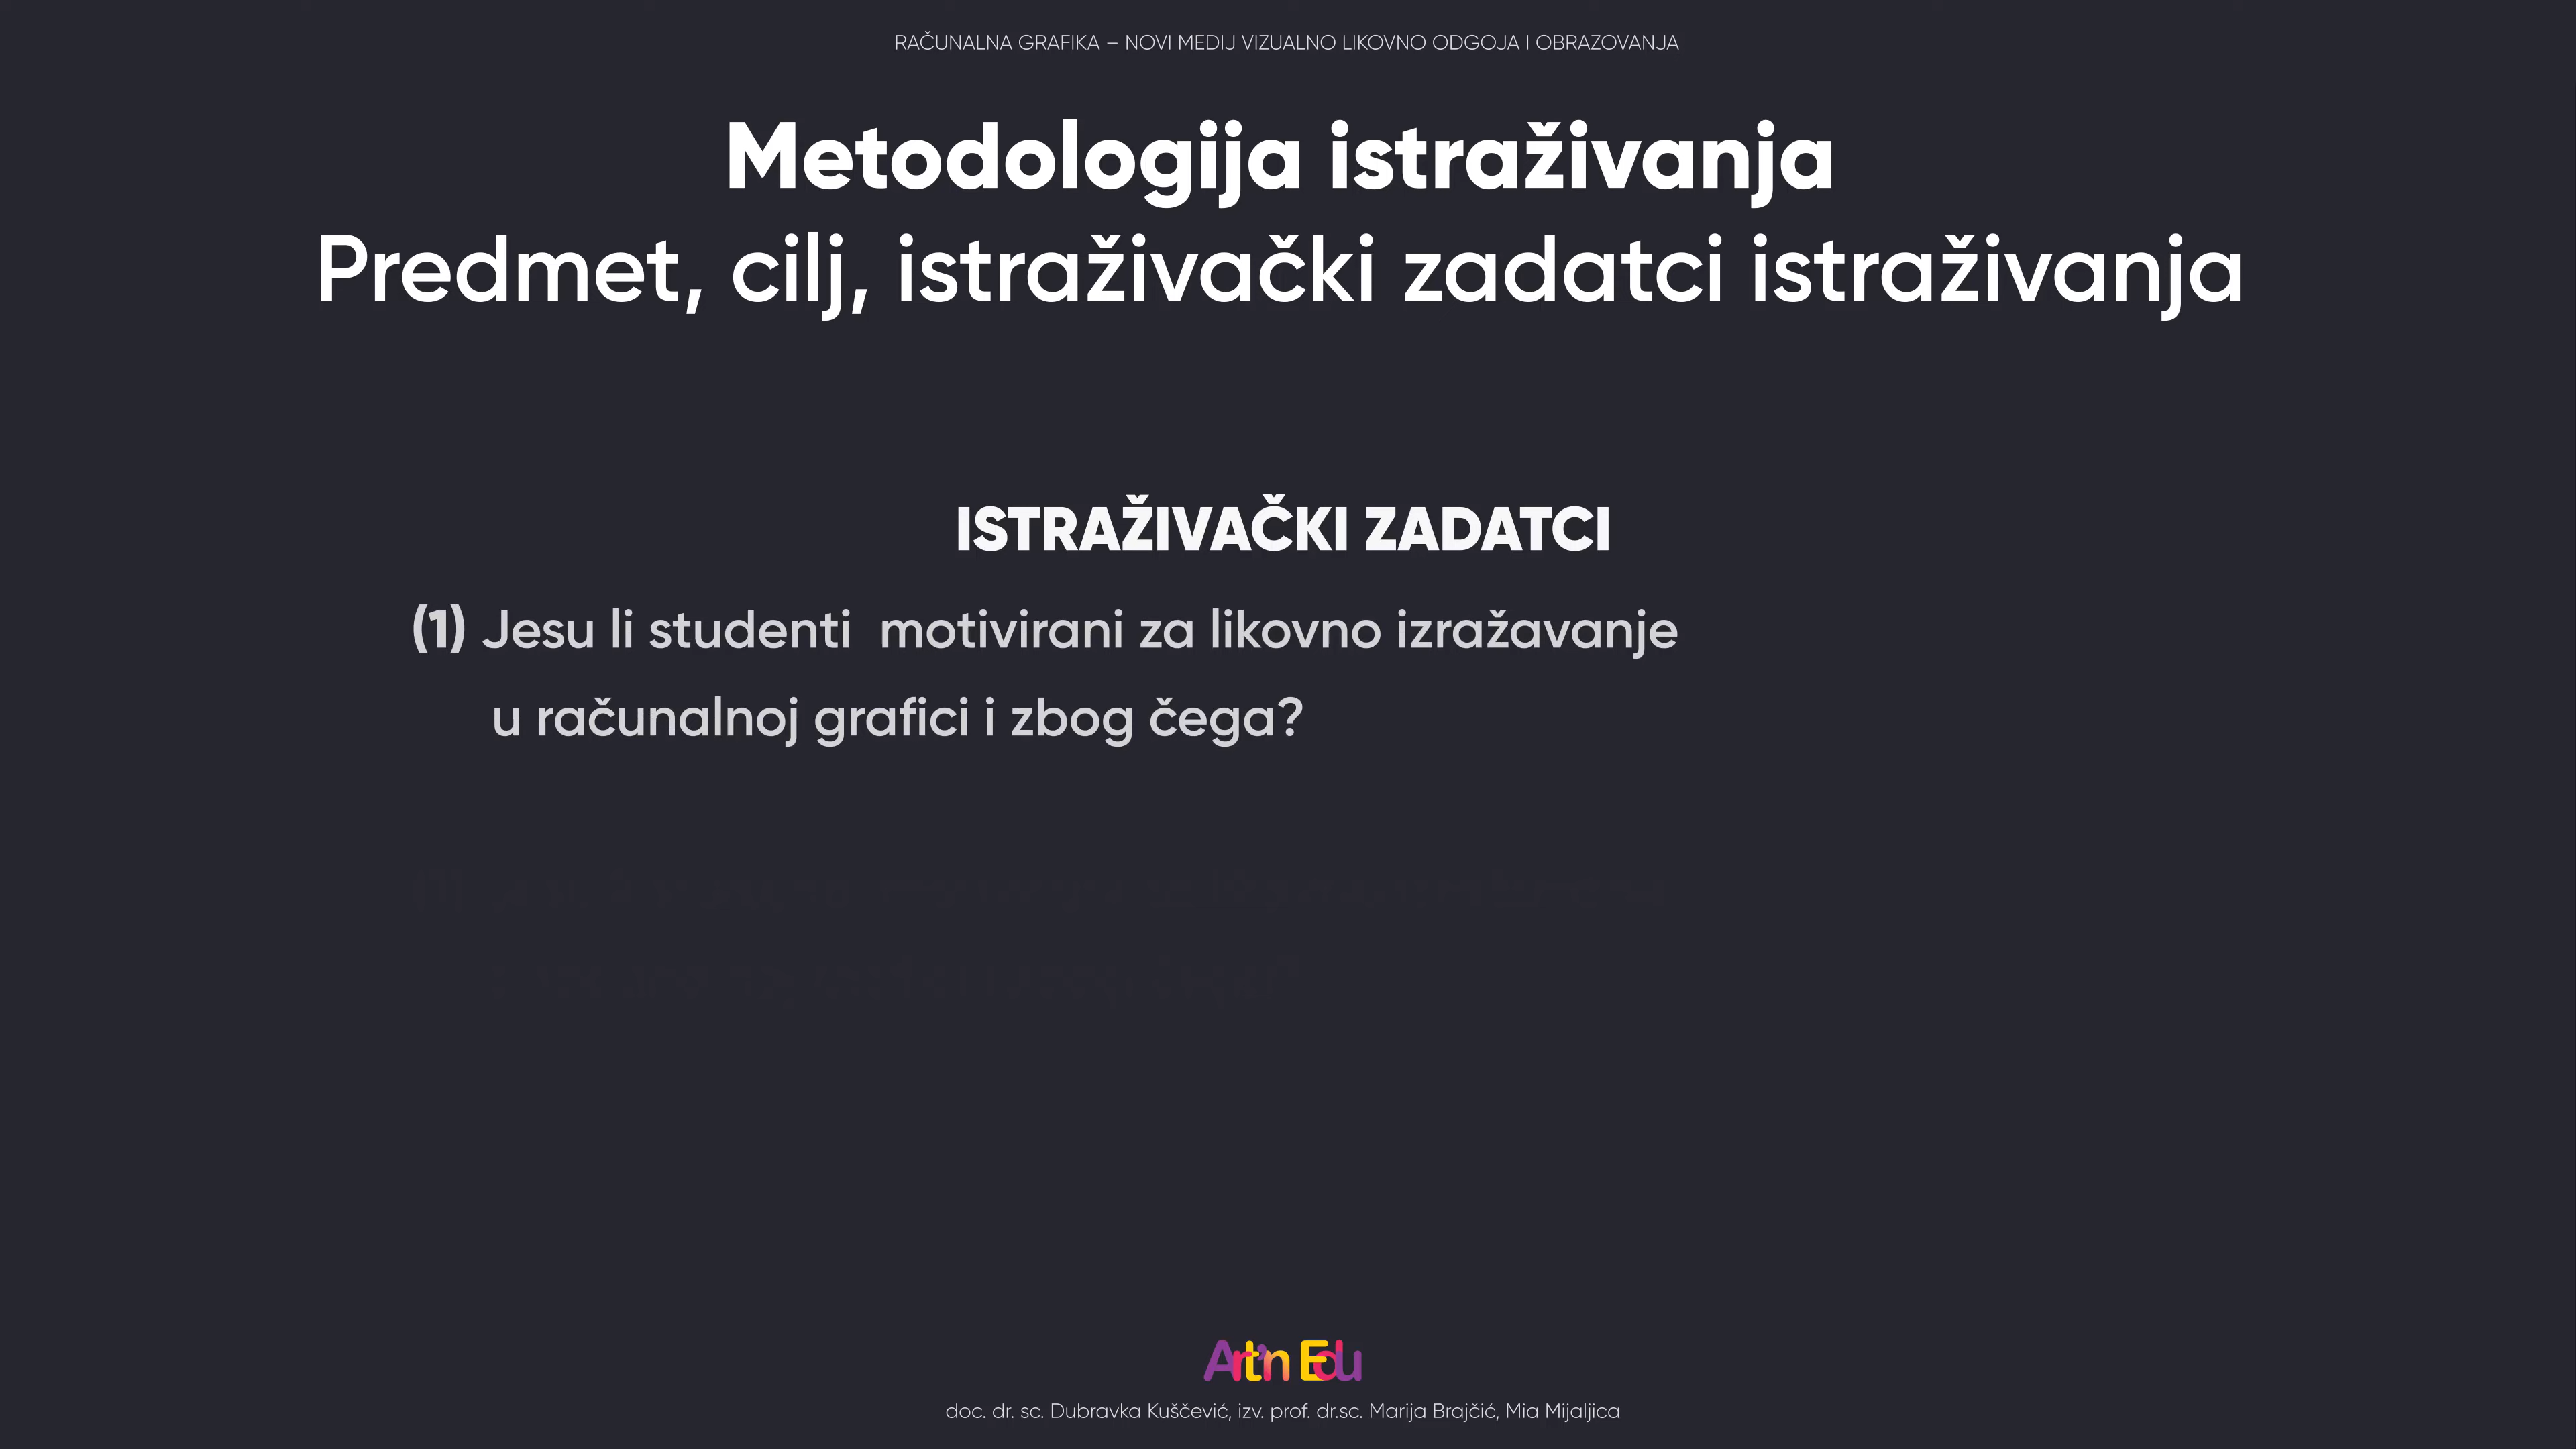 RAČUNALNA GRAFIKA – NOVI MEDIJ VIZUALNO LIKOVNO ODGOJA I OBRAZOVANJA
Metodologija istraživanja
Predmet, cilj, istraživački zadatci istraživanja
ISTRAŽIVAČKI ZADATCI
(1) Jesu li studenti  motivirani za likovno izražavanje
u računalnoj grafici i zbog čega?
Art'n Edu
doc. dr. sc. Dubravka Kuščević, izv. prof. dr.sc. Marija Brajčić, Mia Mijaljica